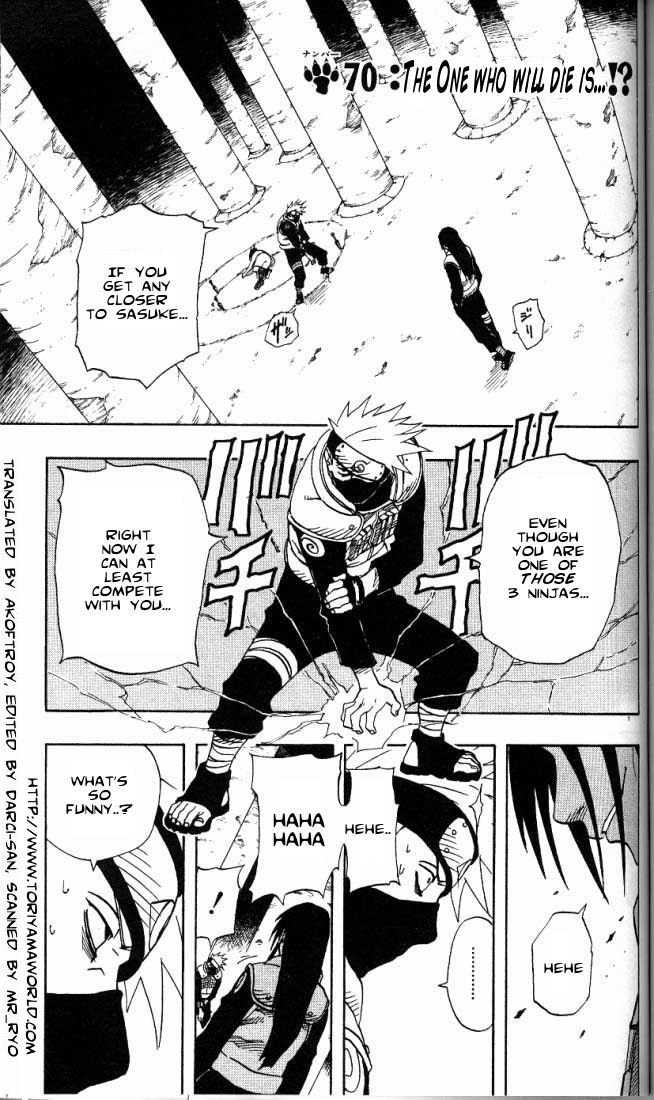 ナンバー
70 : THE ONE WHO WILL DIE IS...!?
じ
IF YOU
GET ANY
CLOSER
TO SASUKE...
ザッ
ジャリ
EVEN
THOUGH
YOU ARE
ONE OF
THOSE
3 NINJAS...
RIGHT
NOW I
CAN AT
LEAST
COMPETE
WITH YOU...
チ
チ
HEHE
..........
HEHE..
HAHA
HAHA
!
WHAT'S
SO
FUNNY..?
TRANSLATED BY AKOFTROY, EDITED BY DARCI-SAN, SCANNED BY MR_RYO
HTTP://WWW.TORIYAMAWORLD.COM